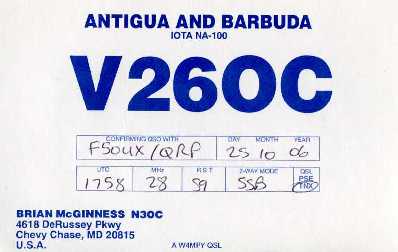 ANTIGUA AND BARBUDA
IOTA NA-100
V26OC
CONFIRMING QSO WITH DAY MONTH YEAR
F5OUX/QRP 25 10 06
UTC MHz R.S.T. 2-WAY MODE QSL
1758 28 59 SSB PSE
TNX
BRIAN McGINNESS N3OC
4618 DeRussey Pkwy
Chevy Chase, MD 20815
U.S.A.
A W4MPY QSL